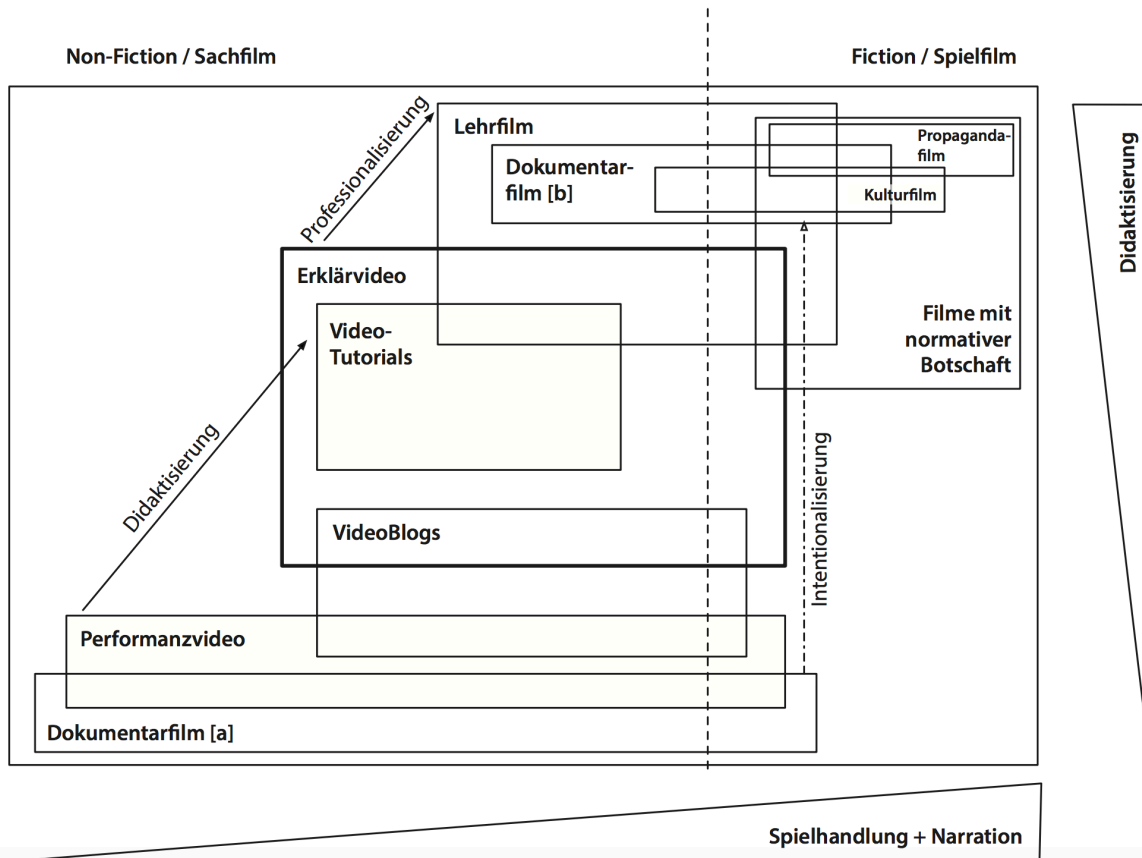 Non-Fiction / Sachfilm
Fiction / Spielfilm
Professionalisierung
Lehrfilm
Propaganda-
film
Dokumentar-
film [b]
Kulturfilm
Didaktisierung
Erklärvideo
Video-
Tutorials
Filme mit
normativer
Botschaft
Didaktisierung
Intentionalisierung
VideoBlogs
Performanzvideo
Dokumentarfilm [a]
Spielhandlung + Narration